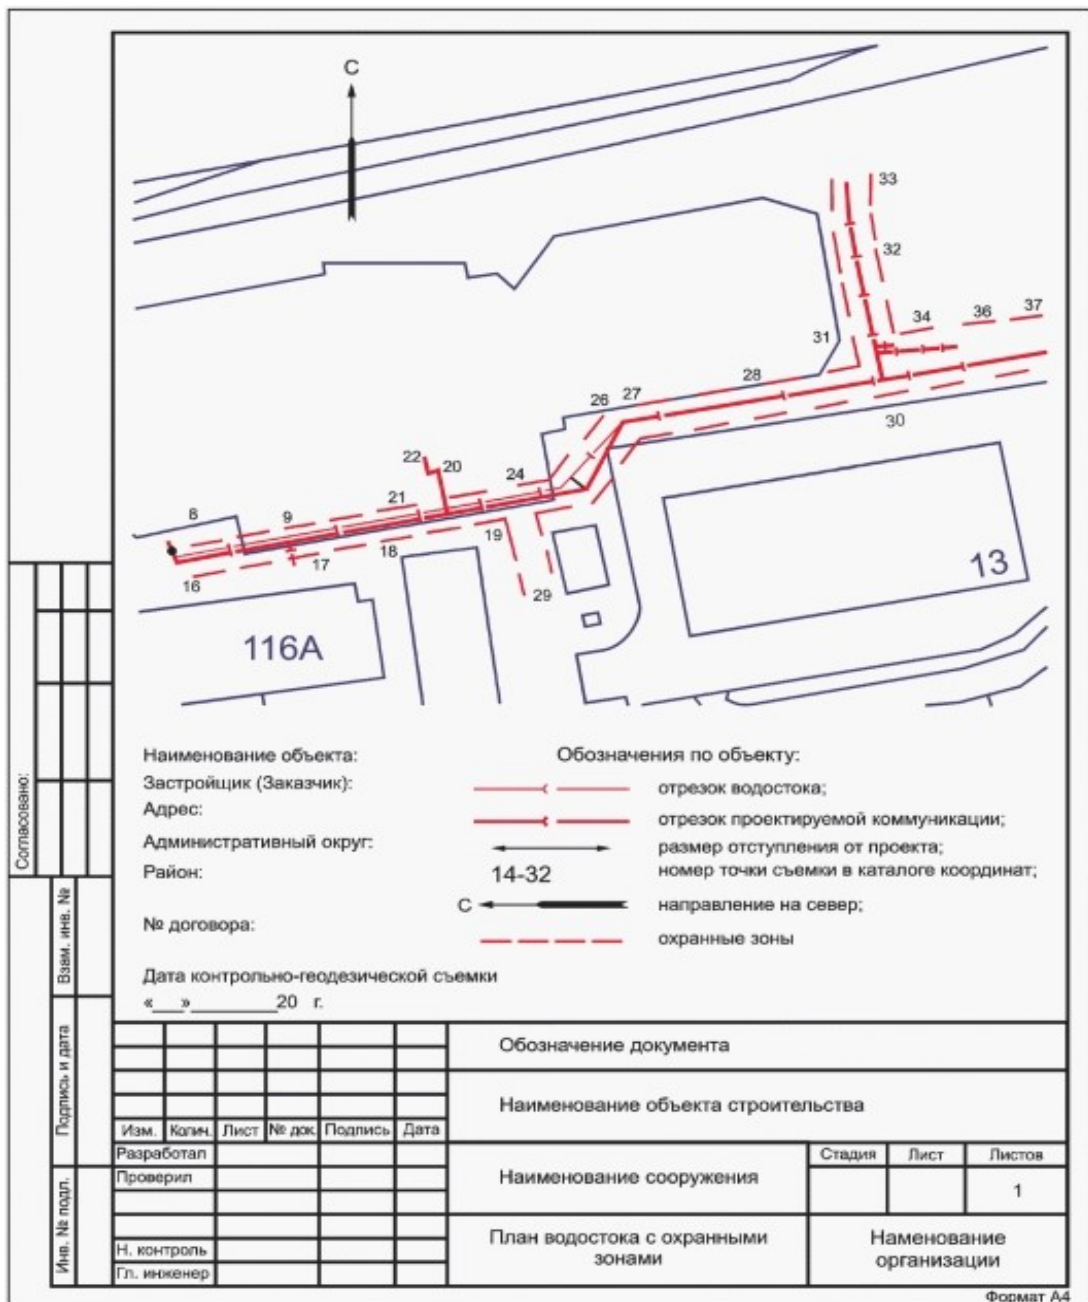 С
33
32
31
34
36
37
28
27
26
30
22
20
24
21
9
8
19
18
17
16
29
13
116А
Наименование объекта:
Застройщик (Заказчик):
Адрес:
Административный округ:
Район:
№ договора:
Дата контрольно-геодезической съемки
«___»_________20 г.
Обозначения по объекту:
отрезок водостока;
отрезок проектируемой коммуникации;
размер отступления от проекта;
14-32 номер точки съемки в каталоге координат;
С направление на север;
охранные зоны
Согласовано:
Взам. инв. №
Подпись и дата
Инв. № подл.
Обозначение документа
Наименование объекта строительства
Изм. Колич. Лист № док. Подпись Дата
Разработал
Проверил
Н. контроль
Гл. инженер
Наименование сооружения
Стадия Лист Листов
1
План водостока с охранными
зонами
Наменование
организации
Формат А4